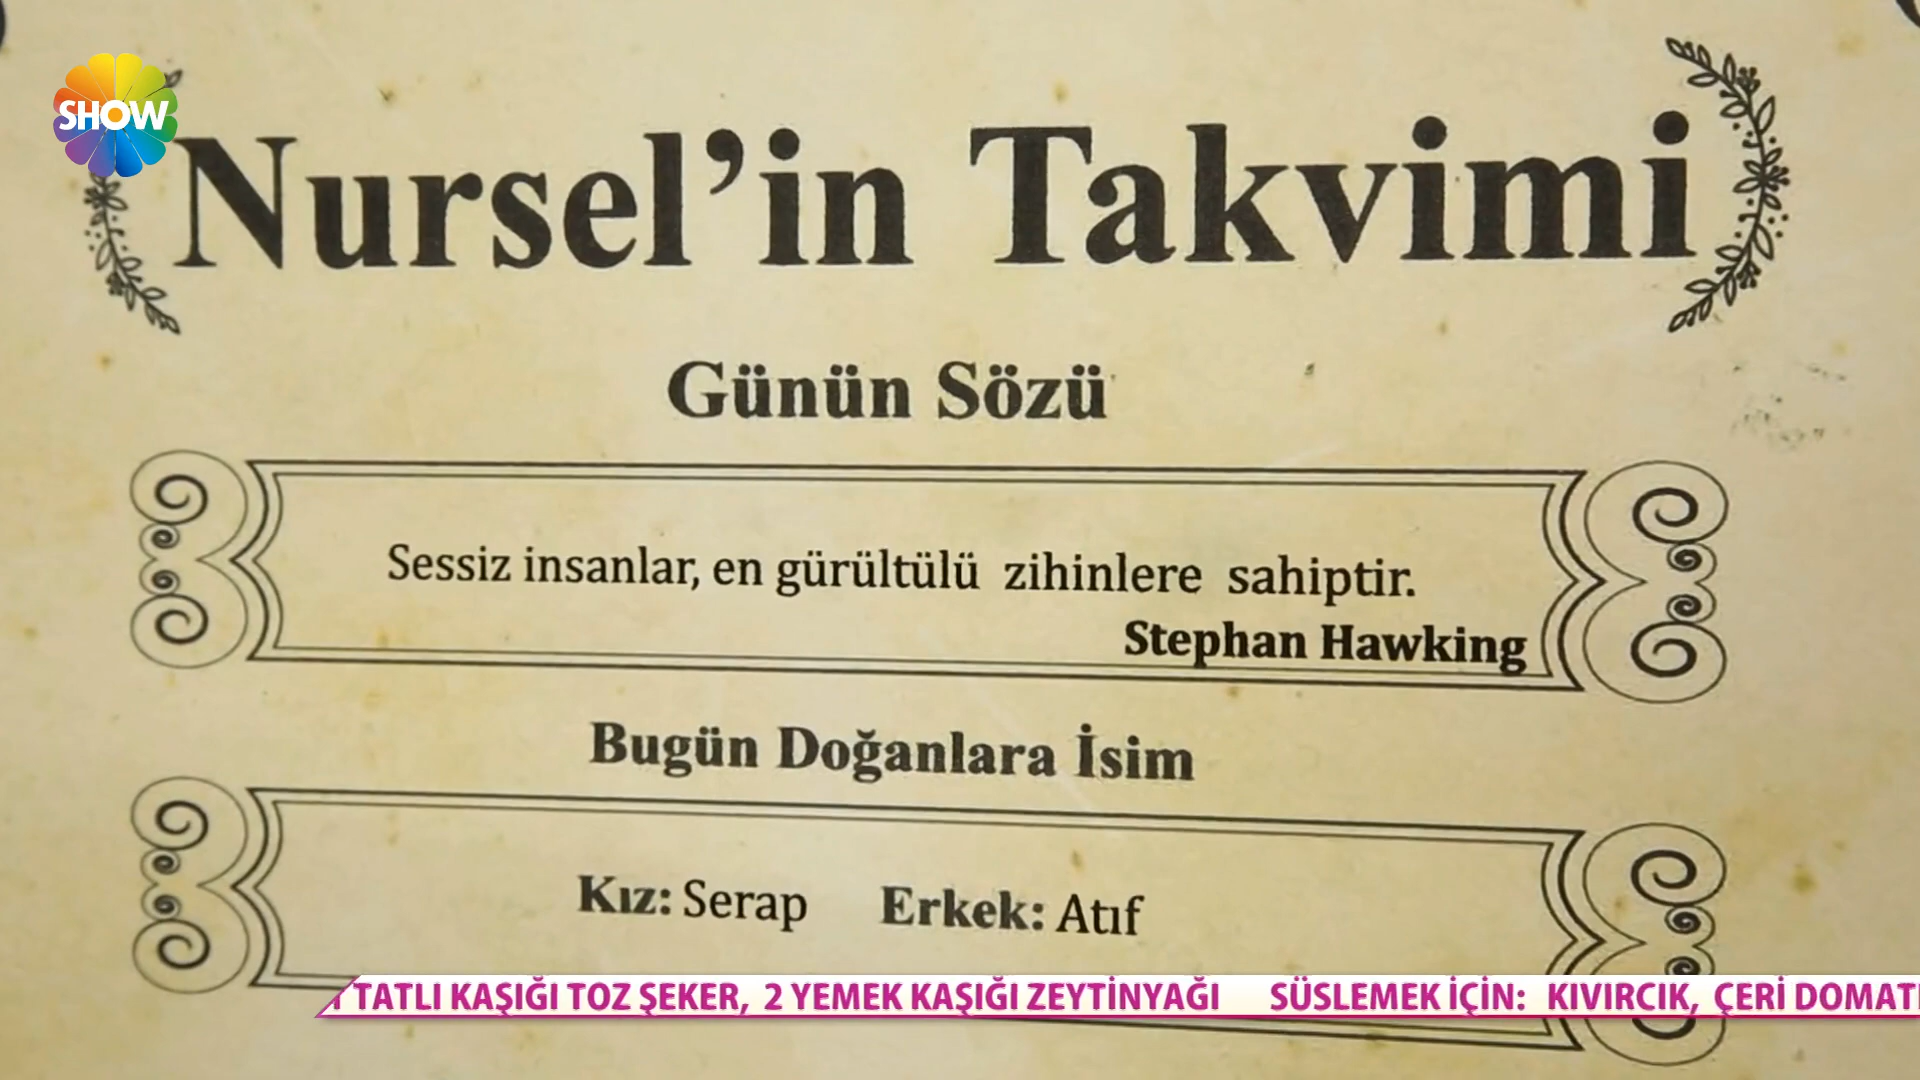 SHOW
Nursel’in Takvimi
Günün Sözü
Sessiz insanlar, en gürültülü zihinlere sahiptir.
Stephan Hawking
Bugün Doğanlara İsim
Kız: Serap Erkek: Atıf
TATLI KAŞIĞI TOZ ŞEKER, 2 YEMEK KAŞIĞI ZEYTİNYAĞI SÜSLEMEK İÇİN: KIVIRCIK, ÇERİ